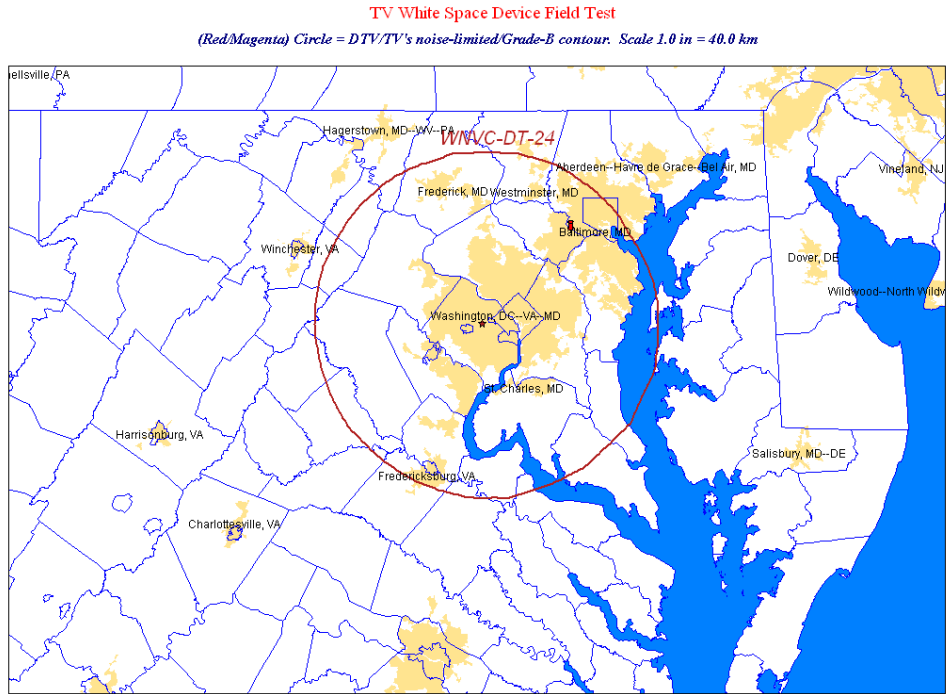 TV White Space Device Field Test
(Red/Magenta) Circle = DTV/TV's noise-limited/Grade-B contour. Scale 1.0 in = 40.0 km
nellsville, PA
Hagerstown, MD--WV--PA
WNVC-DT-24
Aberdeen--Havre de Grace--Bel Air, MD
Vineland, NJ
Frederick, MD
Westminster, MD
Baltimore, MD
Winchester, VA
Dover, DE
Wildwood--North Wildw
Washington, DC--VA--MD
St. Charles, MD
Harrisonburg, VA
Salisbury, MD--DE
Fredericksburg, VA
Charlottesville, VA